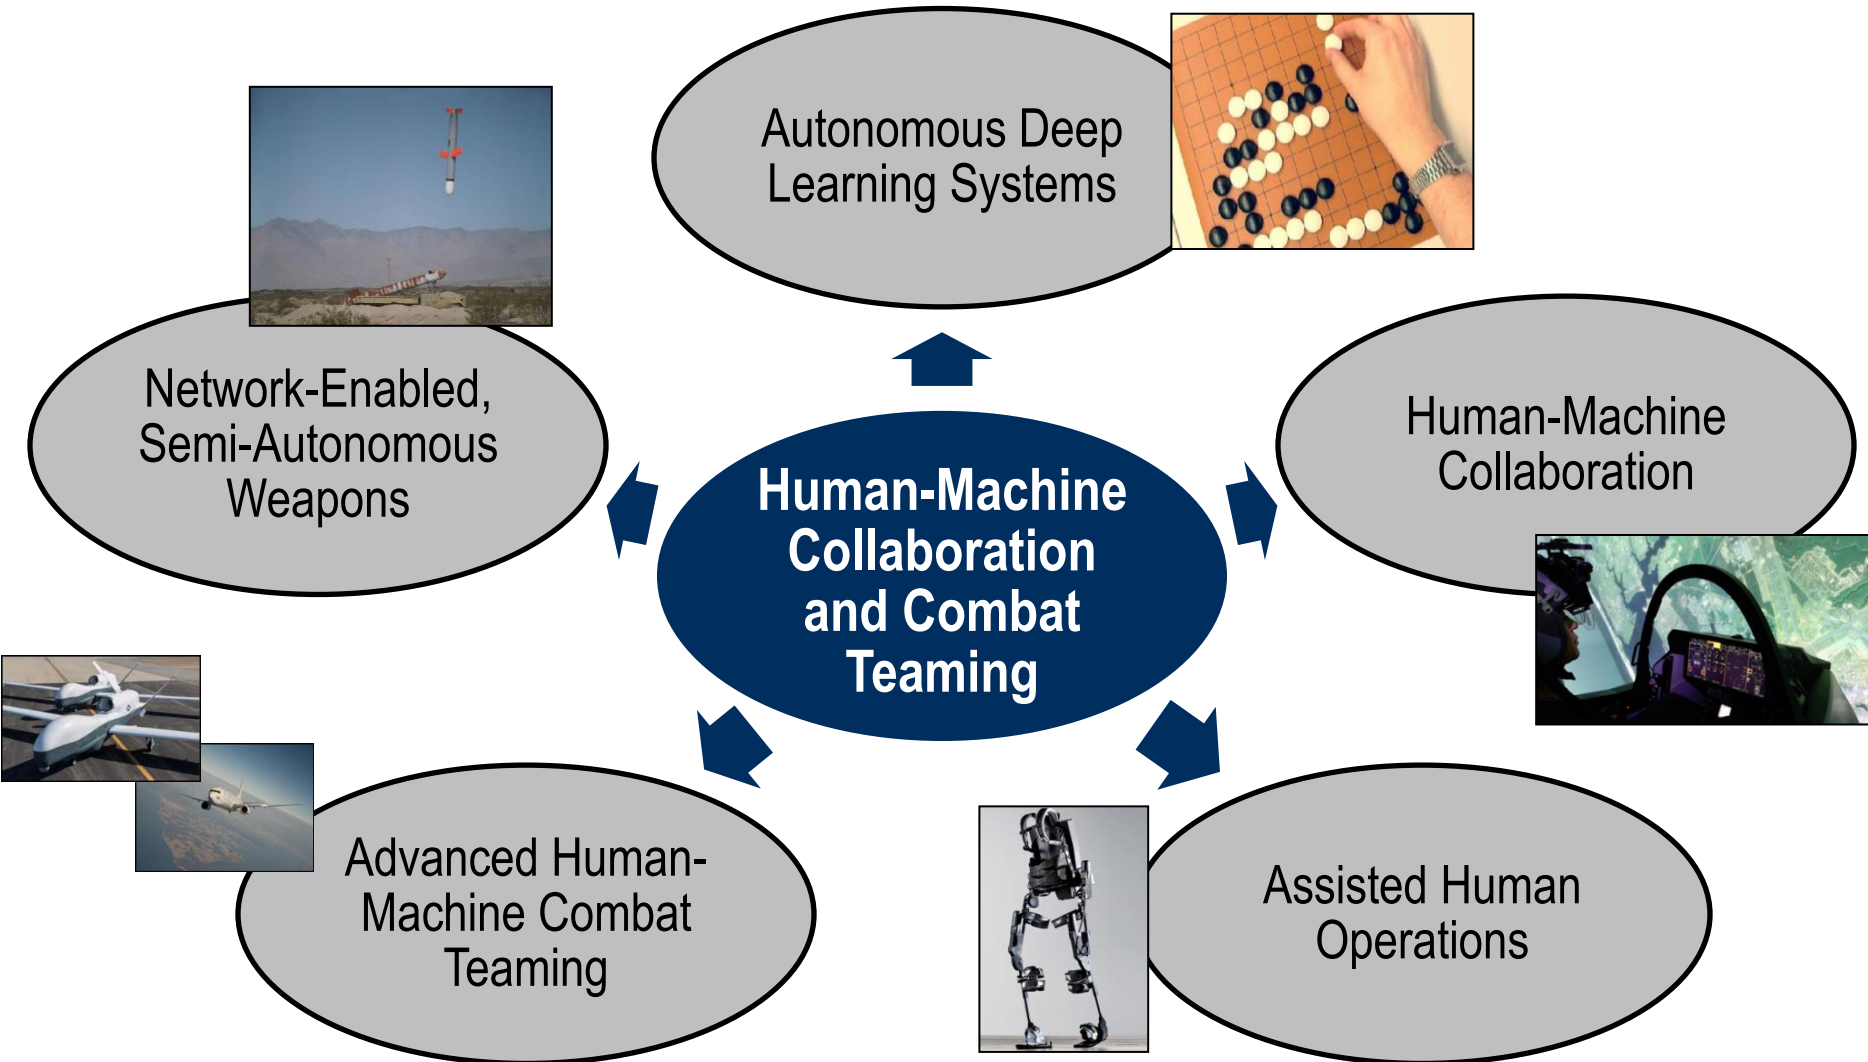 Autonomous Deep
Learning Systems
Network-Enabled,
Semi-Autonomous
Weapons
Human-Machine
Collaboration
Human-Machine
Collaboration
and Combat
Teaming
Advanced Human-
Machine Combat
Teaming
Assisted Human
Operations